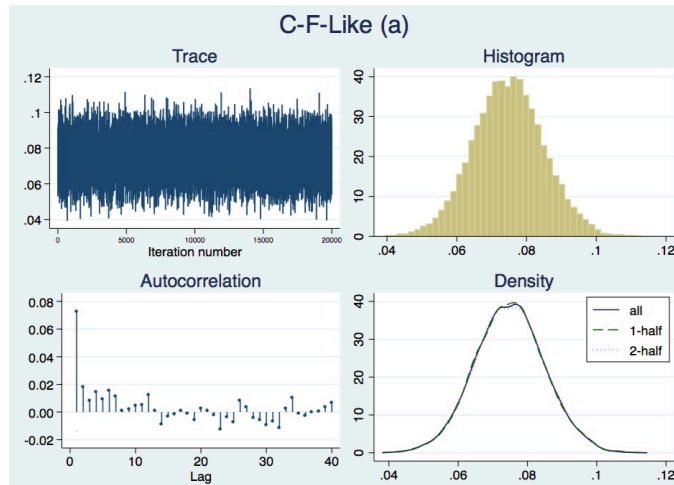 C-F-Like (a)
Trace
.12
.1
.08
.06
.04
0 5000 10000 15000 20000
Iteration number
Histogram
40
30
20
10
0
.04 .06 .08 .1 .12
Autocorrelation
0.08
0.06
0.04
0.02
0.00
-0.02
0 10 20 30 40
Lag
Density
40
30
20
10
0
all
1-half
2-half
.04 .06 .08 .1 .12